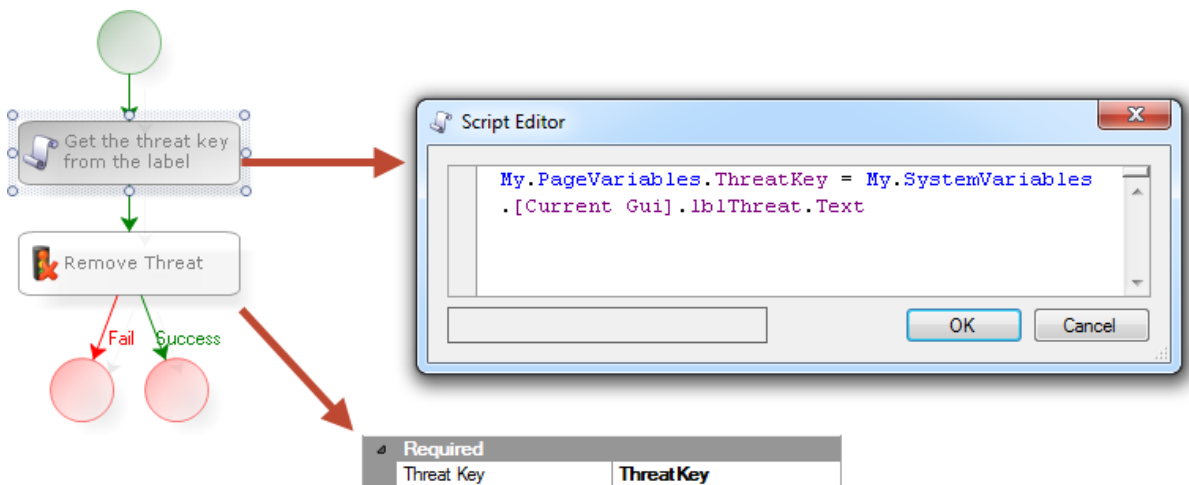 Get the threat key
from the label
Remove Threat
Fail
Success
Script Editor
My.PageVariables.ThreatKey = My.SystemVariables
.[Current Gui].lblThreat.Text
OK
Cancel
Required
Threat Key
ThreatKey